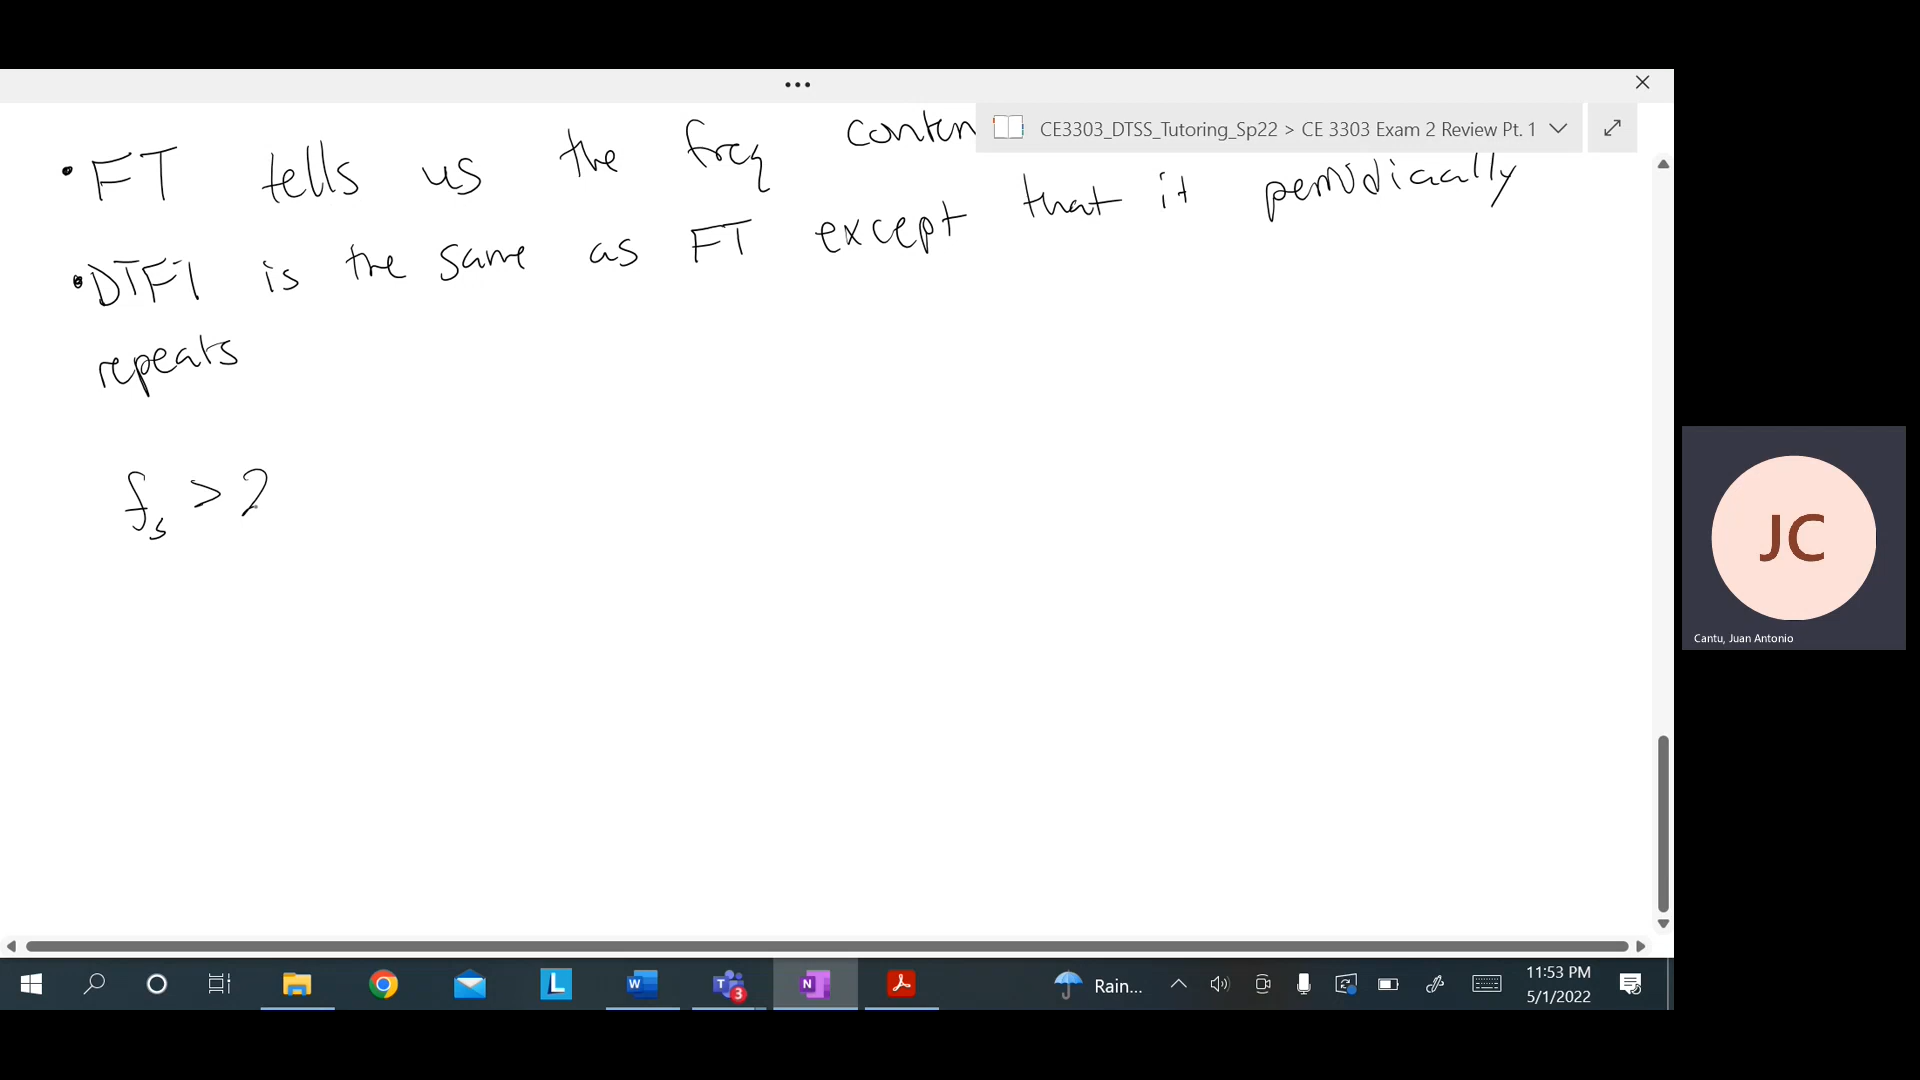 CE3303_DTSS_Tutoring_Sp22 > CE 3303 Exam 2 Review Pt. 1
• FT tells us the freq conten
• DTFT is the same as FT except that it periodically
repeats
fs > 2
JC
Cantu, Juan Antonio
L
W
T
3
N
Rain...
11:53 PM
5/1/2022